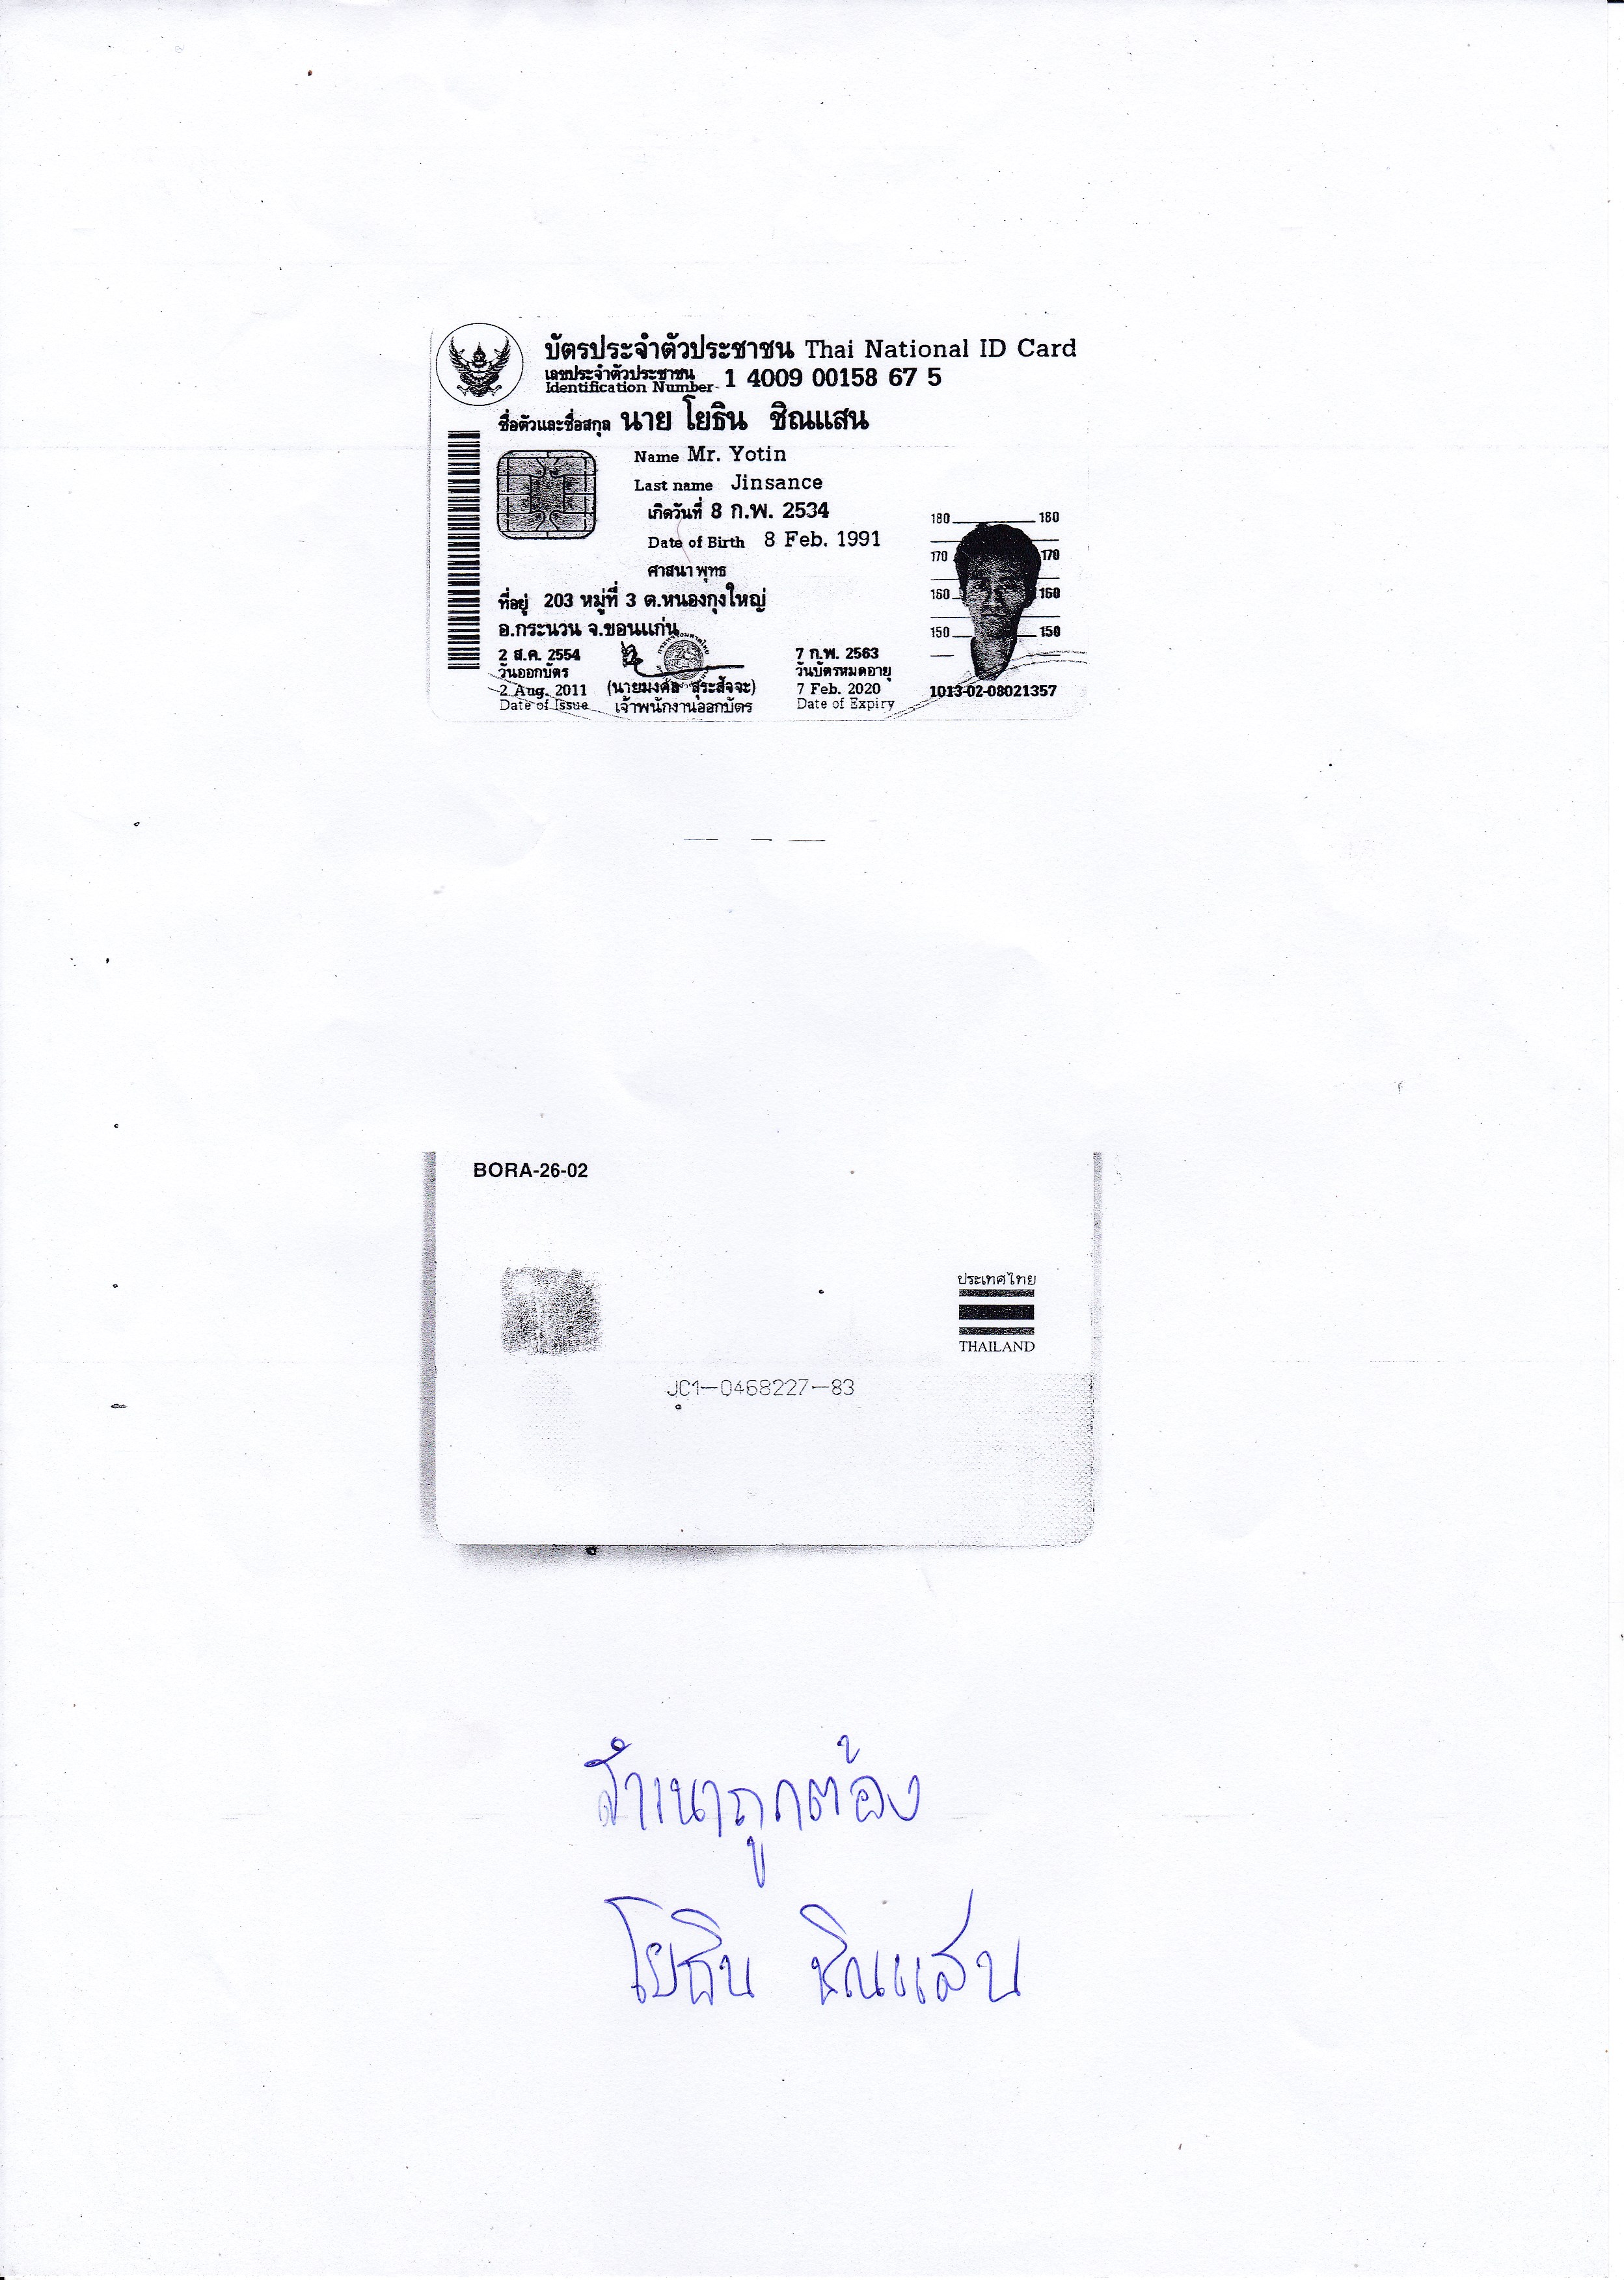 บัตรประจำตัวประชาชน Thai National ID Card
เลขประจำตัวประชาชน
Identification Number 1 4009 00158 67 5
ชื่อตัวและชื่อสกุล นาย โยธิน ชิณแสน
Name Mr. Yotin
Last name Jinsance
เกิดวันที่ 8 ก.พ. 2534
Date of Birth 8 Feb. 1991
ศาสนา พุทธ
ที่อยู่ 203 หมู่ที่ 3 ต.หนองกุงใหญ่
อ.กระนวน จ.ขอนแก่น
2 ส.ค. 2554
วันออกบัตร
2 Aug. 2011
Date of Issue
(นายมงคล สุระสัจจะ)
เจ้าพนักงานออกบัตร
7 ก.พ. 2563
วันบัตรหมดอายุ
7 Feb. 2020
Date of Expiry
180 180
170 170
160 160
150 150
1013-02-08021357
BORA-26-02
ประเทศไทย
THAILAND
JC1-0468227-83
สำเนาถูกต้อง
โยธิน ชิณแสน